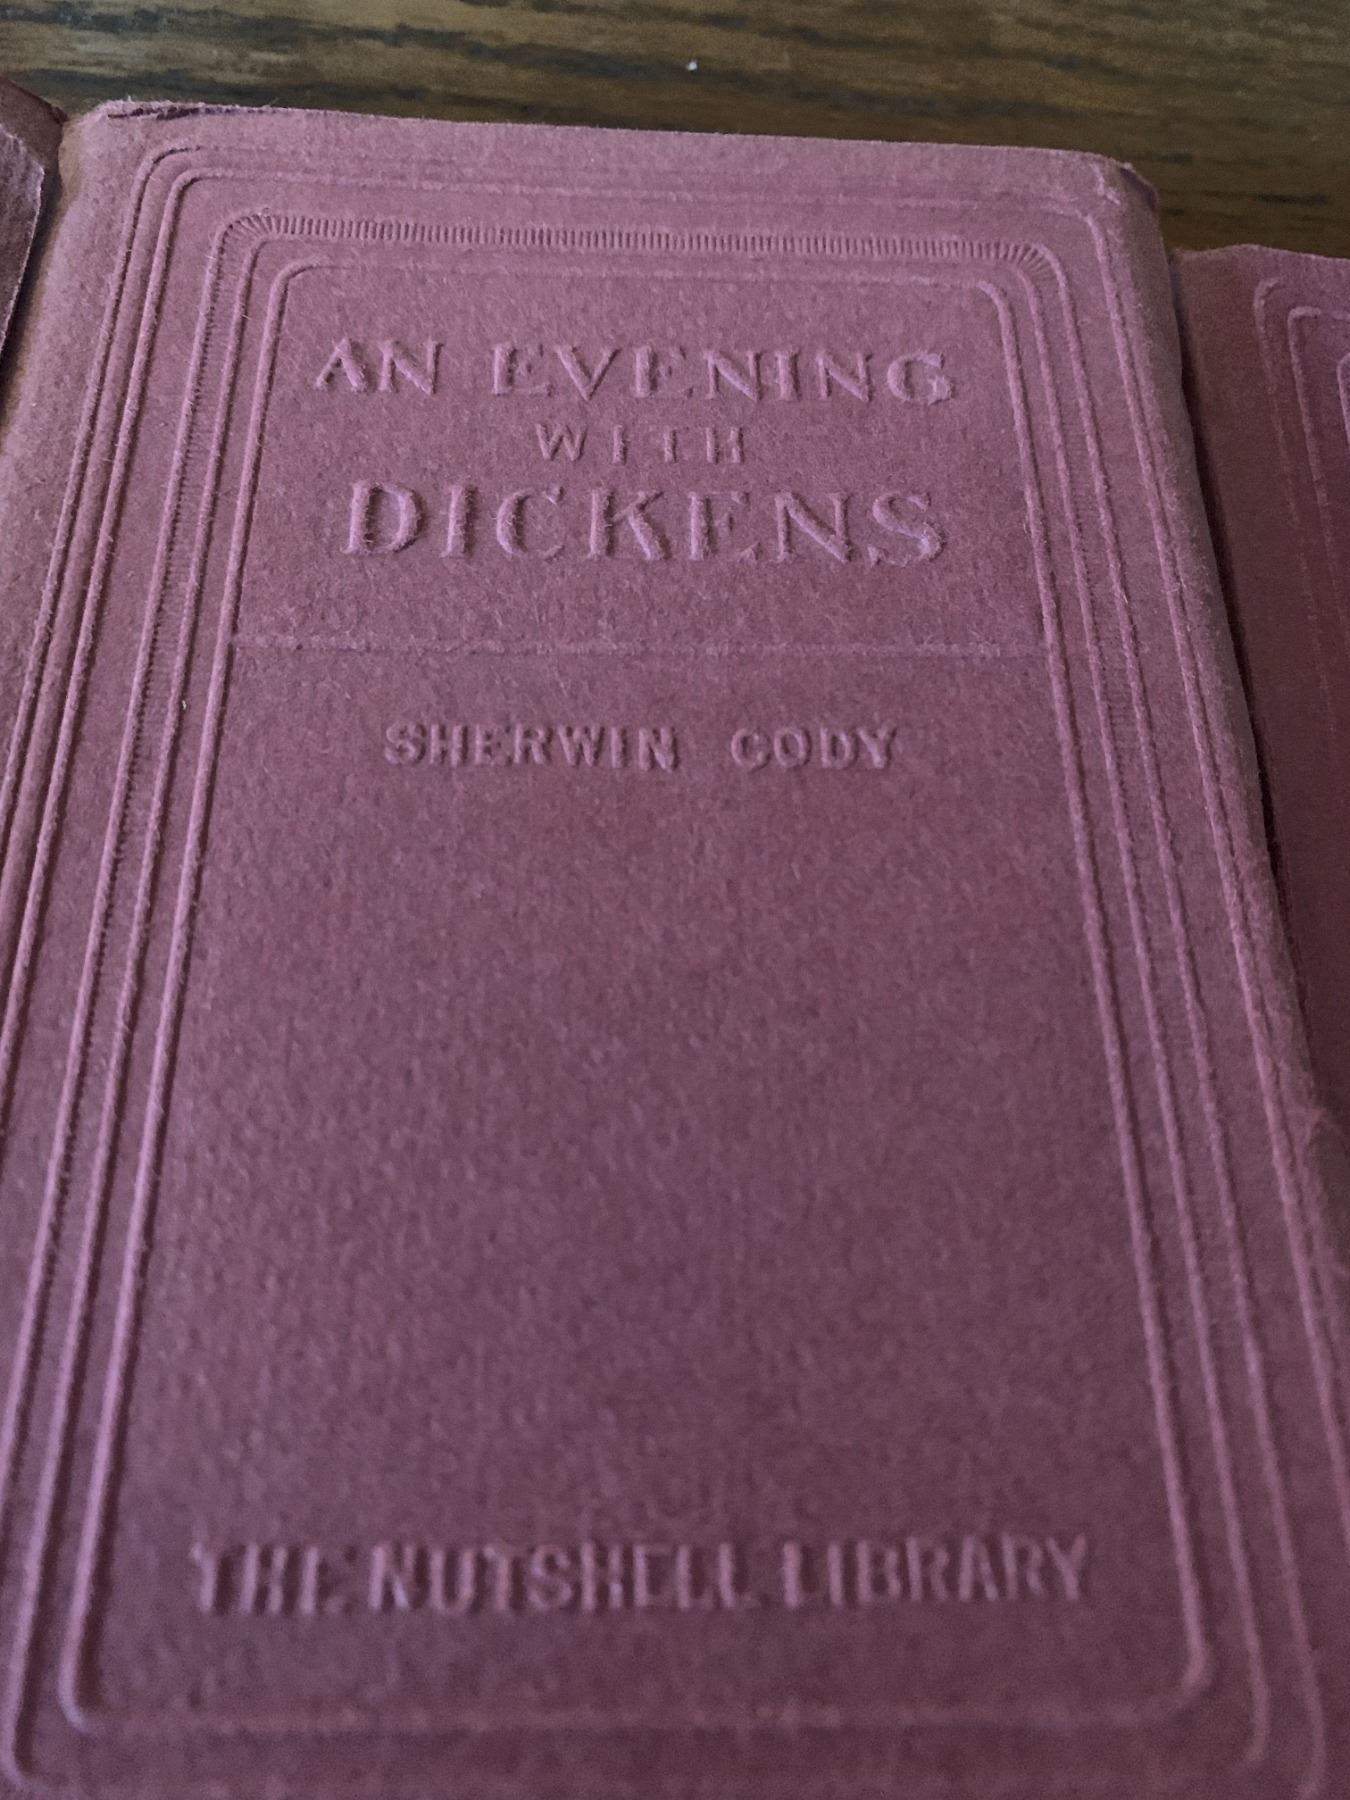 AN EVENING
WITH
DICKENS
SHERWIN CODY
THE NUTSHELL LIBRARY